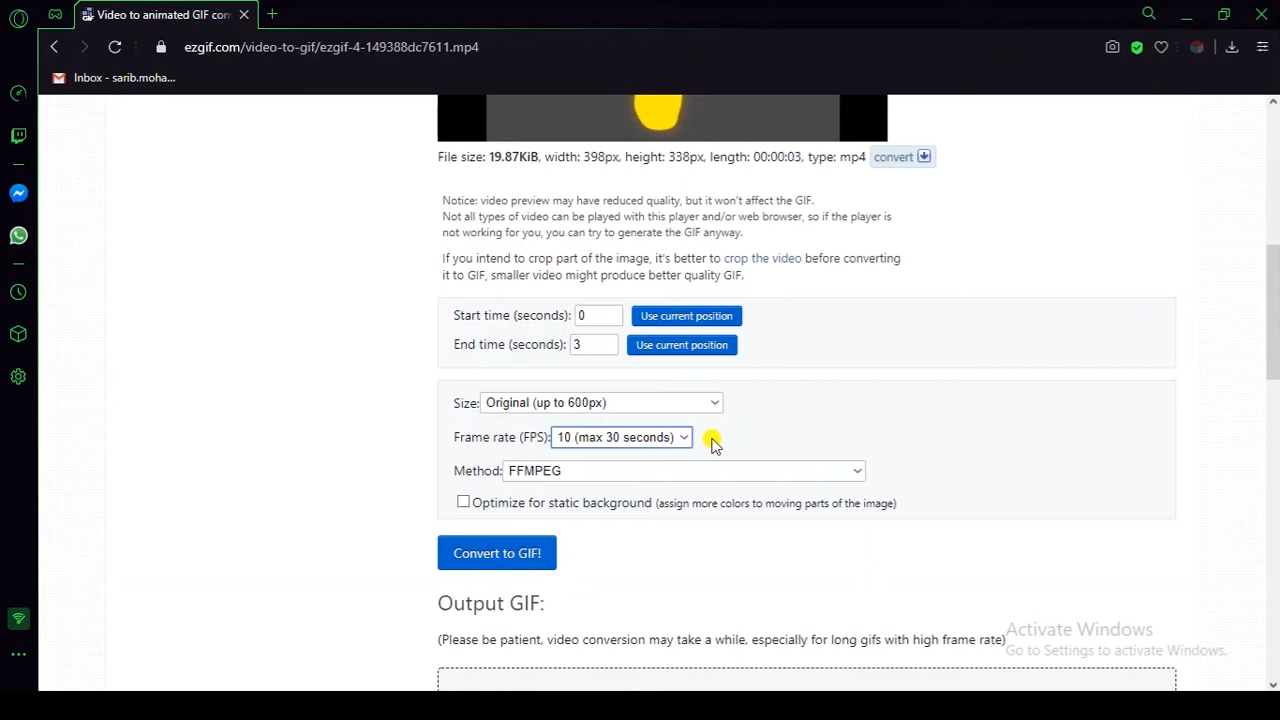 Video to animated GIF con
ezgif.com/video-to-gif/ezgif-4-149388dc7611.mp4
Inbox - sarib.moha...
File size: 19.87KiB, width: 398px, height: 338px, length: 00:00:03, type: mp4 convert
Notice: video preview may have reduced quality, but it won't affect the GIF.
Not all types of video can be played with this player and/or web browser, so if the player is
not working for you, you can try to generate the GIF anyway.
If you intend to crop part of the image, it's better to crop the video before converting
it to GIF, smaller video might produce better quality GIF.
Start time (seconds): 0 Use current position
End time (seconds): 3 Use current position
Size: Original (up to 600px)
Frame rate (FPS): 10 (max 30 seconds)
Method: FFMPEG
Optimize for static background (assign more colors to moving parts of the image)
Convert to GIF!
Output GIF:
(Please be patient, video conversion may take a while, especially for long gifs with high frame rate)
Activate Windows
Go to Settings to activate Windows.